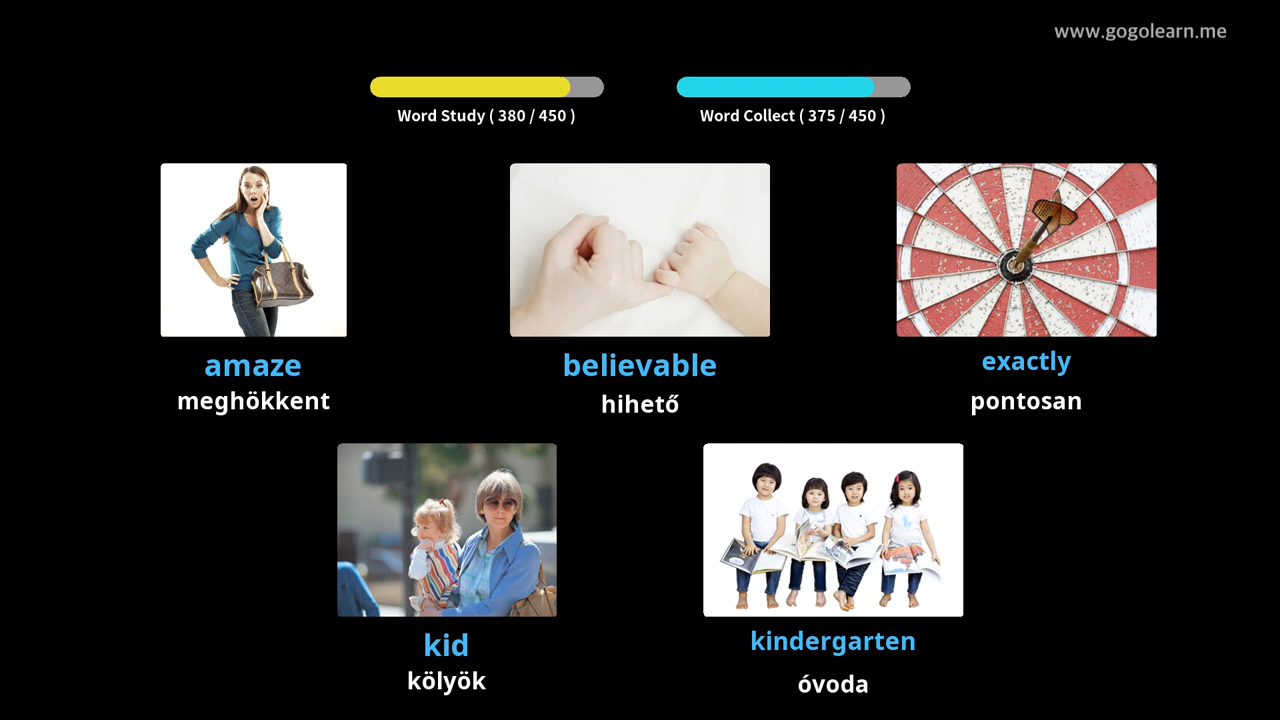 www.gogolearn.me
Word Study ( 380 / 450 )
Word Collect ( 375 / 450 )
amaze
meghökkent
believable
hihető
exactly
pontosan
kid
kölyök
kindergarten
óvoda